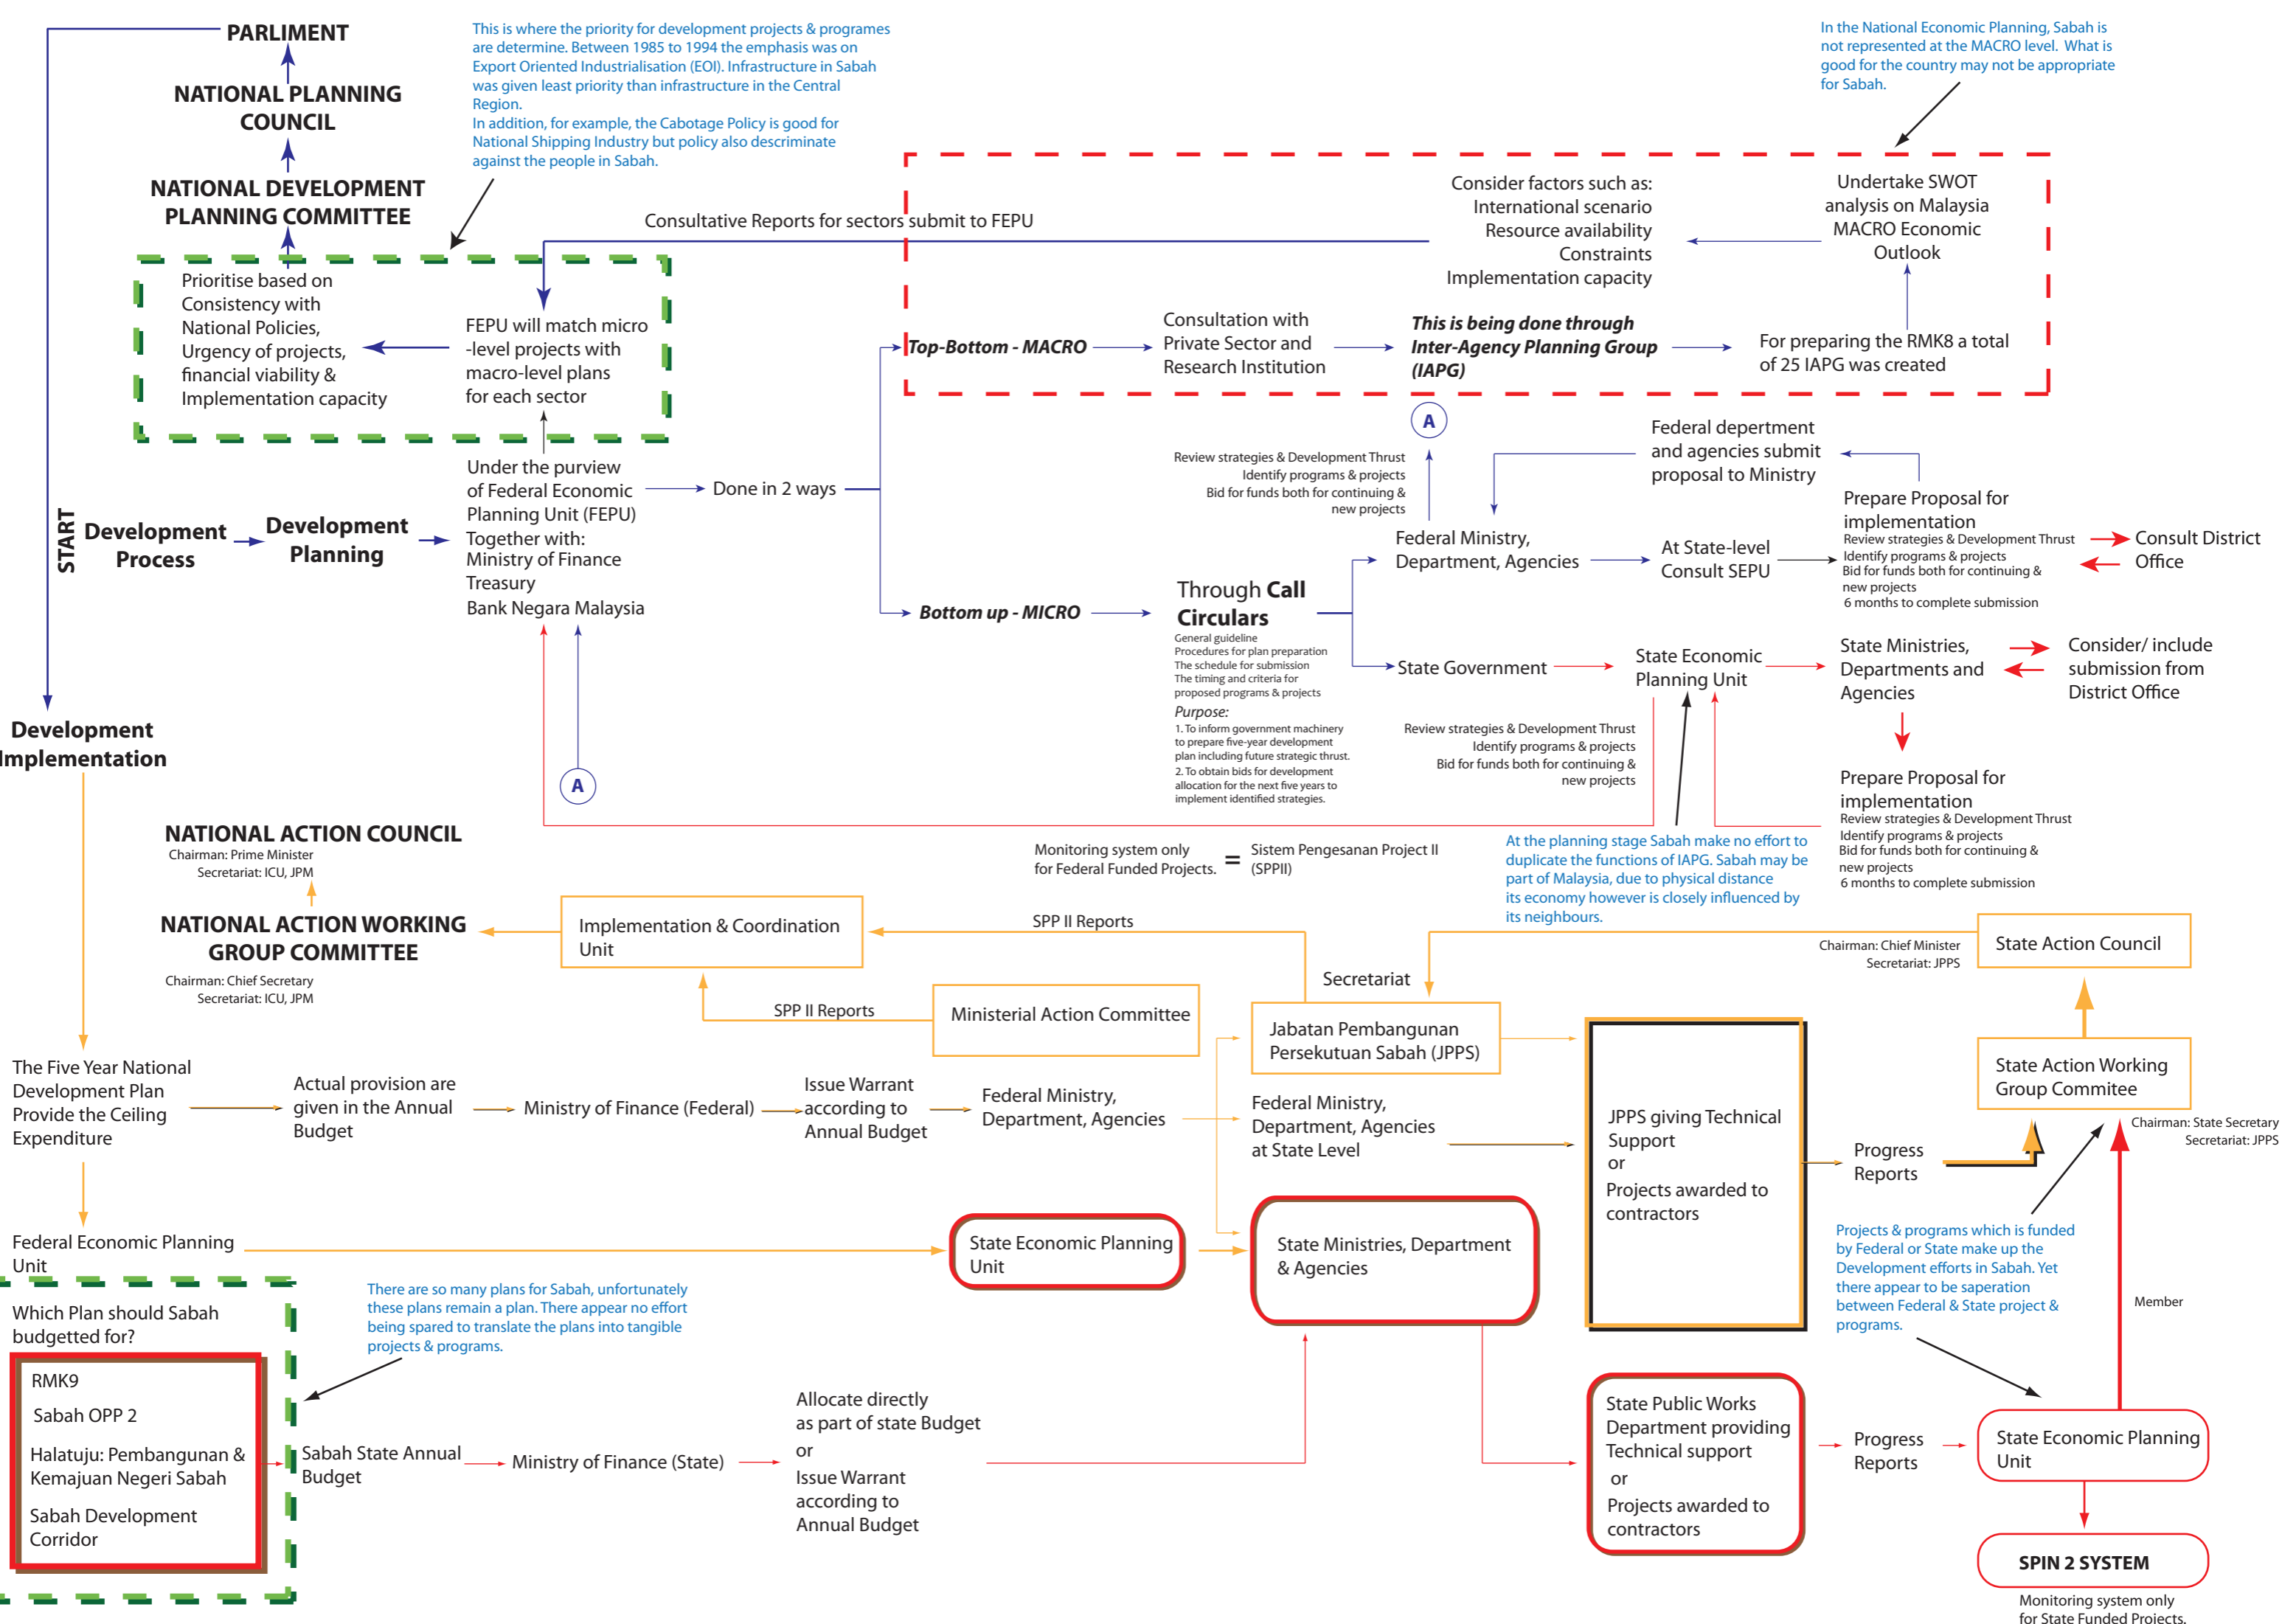 PARLIMENT
NATIONAL PLANNING
COUNCIL
NATIONAL DEVELOPMENT
PLANNING COMMITTEE
This is where the priority for development projects & programes
are determine. Between 1985 to 1994 the emphasis was on
Export Oriented Industrialisation (EOI). Infrastructure in Sabah
was given least priority than infrastructure in the Central
Region.
In addition, for example, the Cabotage Policy is good for
National Shipping Industry but policy also descriminate
against the people in Sabah.
In the National Economic Planning, Sabah is
not represented at the MACRO level. What is
good for the country may not be appropriate
for Sabah.
Consultative Reports for sectors submit to FEPU
Consider factors such as:
International scenario
Resource availability
Constraints
Implementation capacity
Undertake SWOT
analysis on Malaysia
MACRO Economic
Outlook
Prioritise based on
Consistency with
National Policies,
Urgency of projects,
financial viability &
Implementation capacity
FEPU will match micro
-level projects with
macro-level plans
for each sector
Top-Bottom - MACRO
Consultation with
Private Sector and
Research Institution
This is being done through
Inter-Agency Planning Group
(IAPG)
For preparing the RMK8 a total
of 25 IAPG was created
A
Review strategies & Development Thrust
Identify programs & projects
Bid for funds both for continuing &
new projects
Federal depertment
and agencies submit
proposal to Ministry
START
Development
Process
Development
Planning
Under the purview
of Federal Economic
Planning Unit (FEPU)
Together with:
Ministry of Finance
Treasury
Bank Negara Malaysia
Done in 2 ways
Federal Ministry,
Department, Agencies
At State-level
Consult SEPU
Prepare Proposal for
implementation
Review strategies & Development Thrust
Identify programs & projects
Bid for funds both for continuing &
new projects
6 months to complete submission
Consult District
Office
Bottom up - MICRO
Through Call
Circulars
General guideline
Procedures for plan preparation
The schedule for submission
The timing and criteria for
proposed programs & projects
Purpose:
1. To inform government machinery
to prepare five-year development
plan including future strategic thrust.
2. To obtain bids for development
allocation for the next five years to
implement identified strategies.
State Government
State Economic
Planning Unit
State Ministries,
Departments and
Agencies
Consider/ include
submission from
District Office
Review strategies & Development Thrust
Identify programs & projects
Bid for funds both for continuing &
new projects
Prepare Proposal for
implementation
Review strategies & Development Thrust
Identify programs & projects
Bid for funds both for continuing &
new projects
6 months to complete submission
Development
Implementation
A
NATIONAL ACTION COUNCIL
Chairman: Prime Minister
Secretariat: ICU, JPM
NATIONAL ACTION WORKING
GROUP COMMITTEE
Chairman: Chief Secretary
Secretariat: ICU, JPM
Implementation & Coordination
Unit
Monitoring system only
for Federal Funded Projects.
=
Sistem Pengesanan Project II
(SPPII)
At the planning stage Sabah make no effort to
duplicate the functions of IAPG. Sabah may be
part of Malaysia, due to physical distance
its economy however is closely influenced by
its neighbours.
SPP II Reports
SPP II Reports
Ministerial Action Committee
Secretariat
Jabatan Pembangunan
Persekutuan Sabah (JPPS)
Chairman: Chief Minister
Secretariat: JPPS
State Action Council
State Action Working
Group Commitee
Chairman: State Secretary
Secretariat: JPPS
The Five Year National
Development Plan
Provide the Ceiling
Expenditure
Actual provision are
given in the Annual
Budget
Ministry of Finance (Federal)
Issue Warrant
according to
Annual Budget
Federal Ministry,
Department, Agencies
Federal Ministry,
Department, Agencies
at State Level
JPPS giving Technical
Support
or
Projects awarded to
contractors
Progress
Reports
Federal Economic Planning
Unit
State Economic Planning
Unit
State Ministries, Department
& Agencies
Projects & programs which is funded
by Federal or State make up the
Development efforts in Sabah. Yet
there appear to be saperation
between Federal & State project &
programs.
Member
Which Plan should Sabah
budgetted for?
RMK9
Sabah OPP 2
Halatuju: Pembangunan &
Kemajuan Negeri Sabah
Sabah Development
Corridor
There are so many plans for Sabah, unfortunately
these plans remain a plan. There appear no effort
being spared to translate the plans into tangible
projects & programs.
Sabah State Annual
Budget
Ministry of Finance (State)
Allocate directly
as part of state Budget
or
Issue Warrant
according to
Annual Budget
State Public Works
Department providing
Technical support
or
Projects awarded to
contractors
Progress
Reports
State Economic Planning
Unit
SPIN 2 SYSTEM
Monitoring system only
for State Funded Projects.